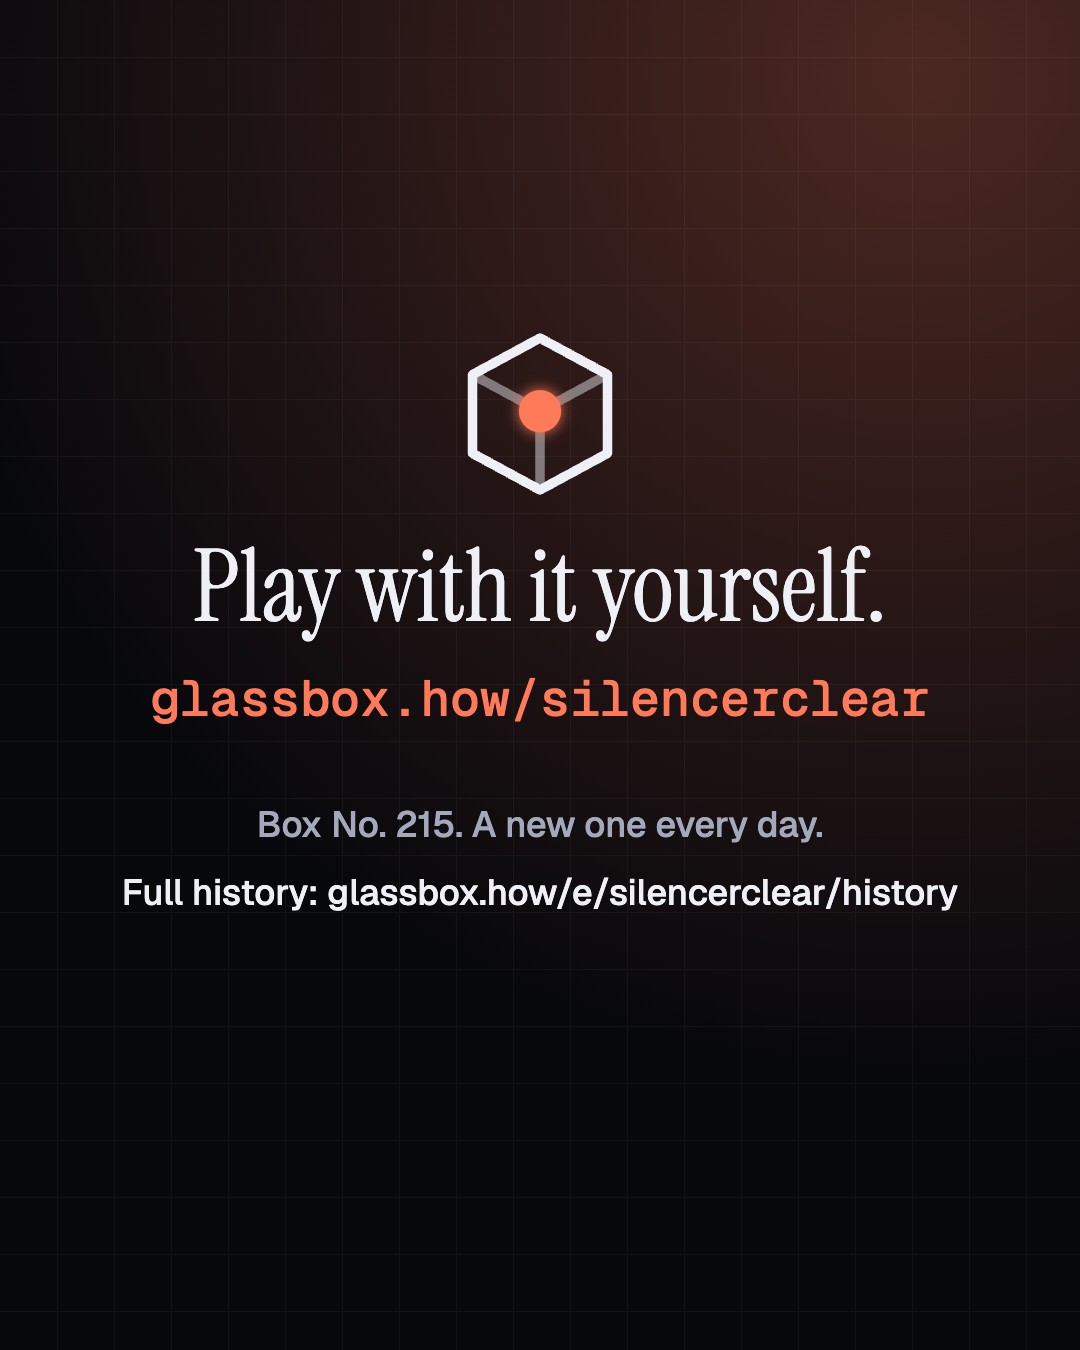 Play with it yourself.
glassbox.how/silencerclear
Box No. 215. A new one every day.
Full history: glassbox.how/e/silencerclear/history